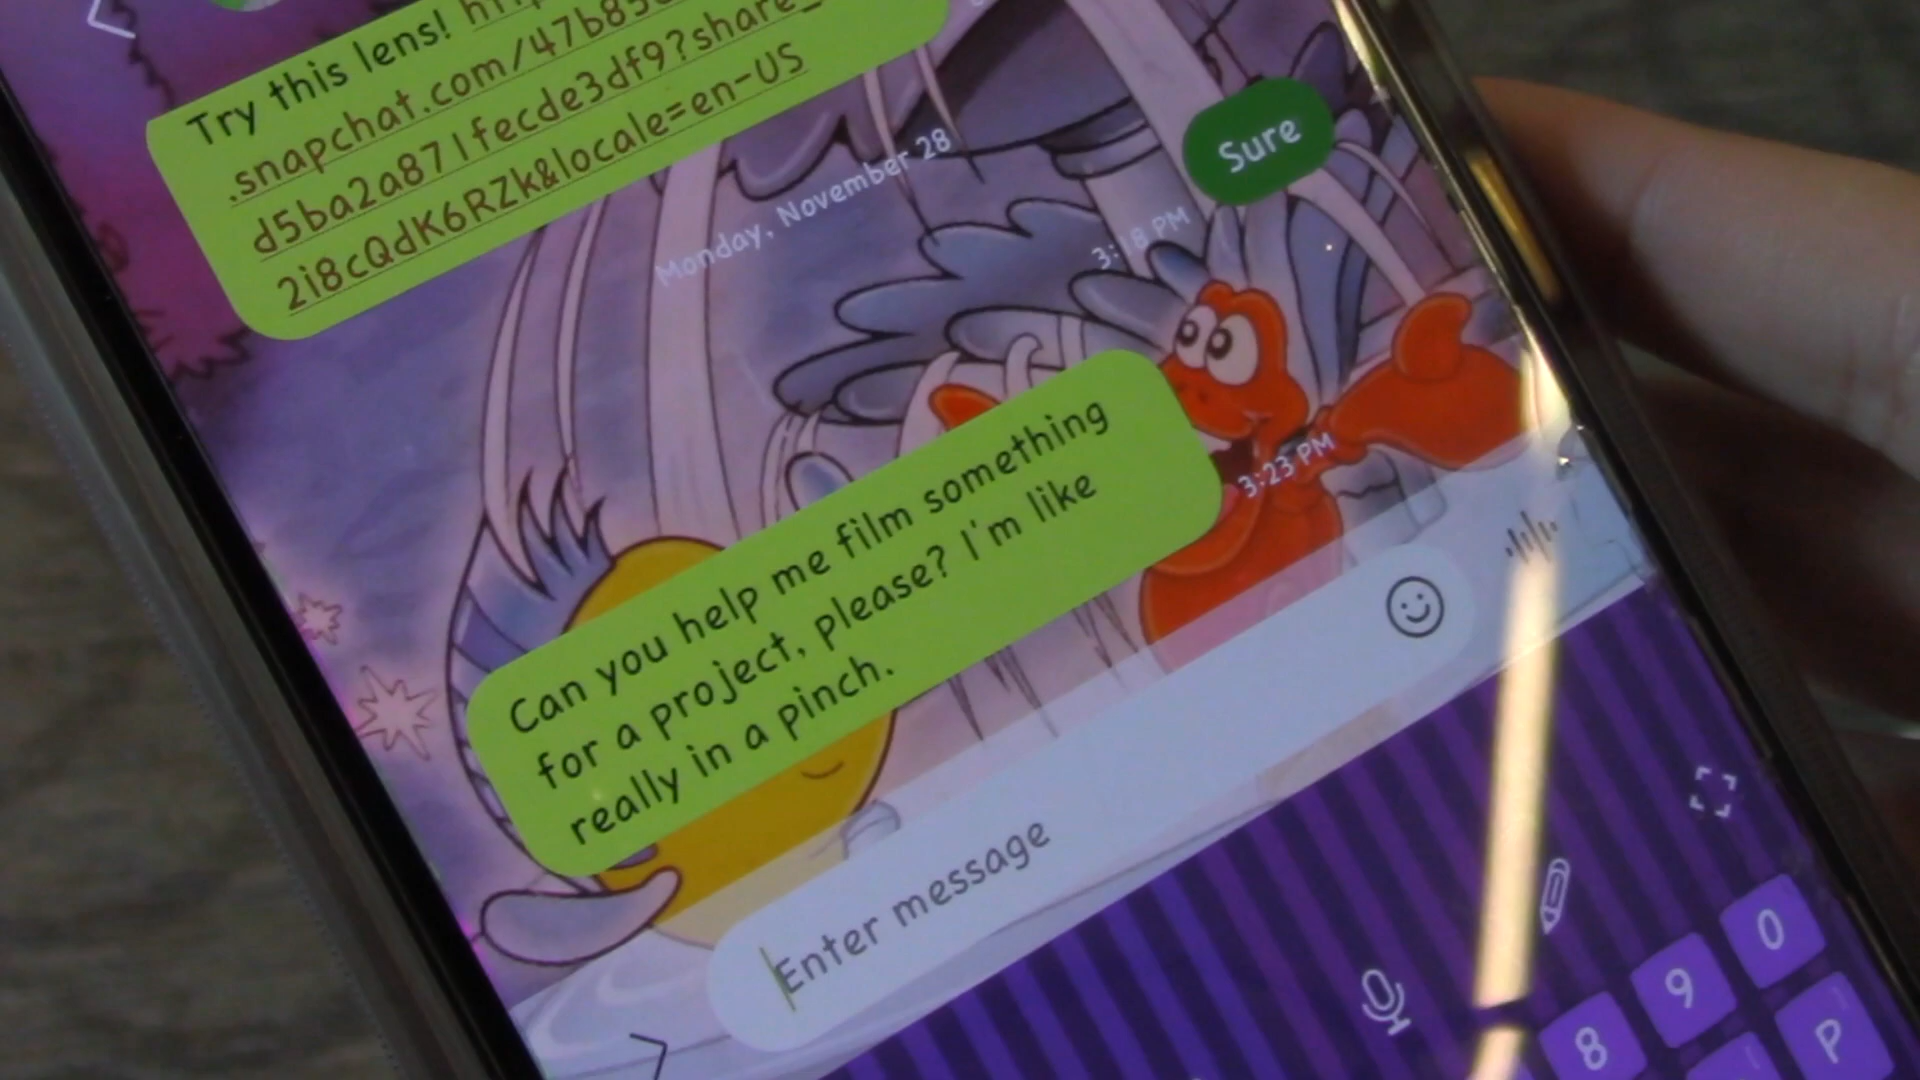 Try this lens!
.snapchat.com/47b85
d5ba2a871fecde3df9?share_
2i8cQdK6RZk&locale=en-US
Monday, November 28
Sure
3:18 PM
Can you help me film something
for a project, please? I'm like
really in a pinch.
3:23 PM
Enter message
8 9 0
P